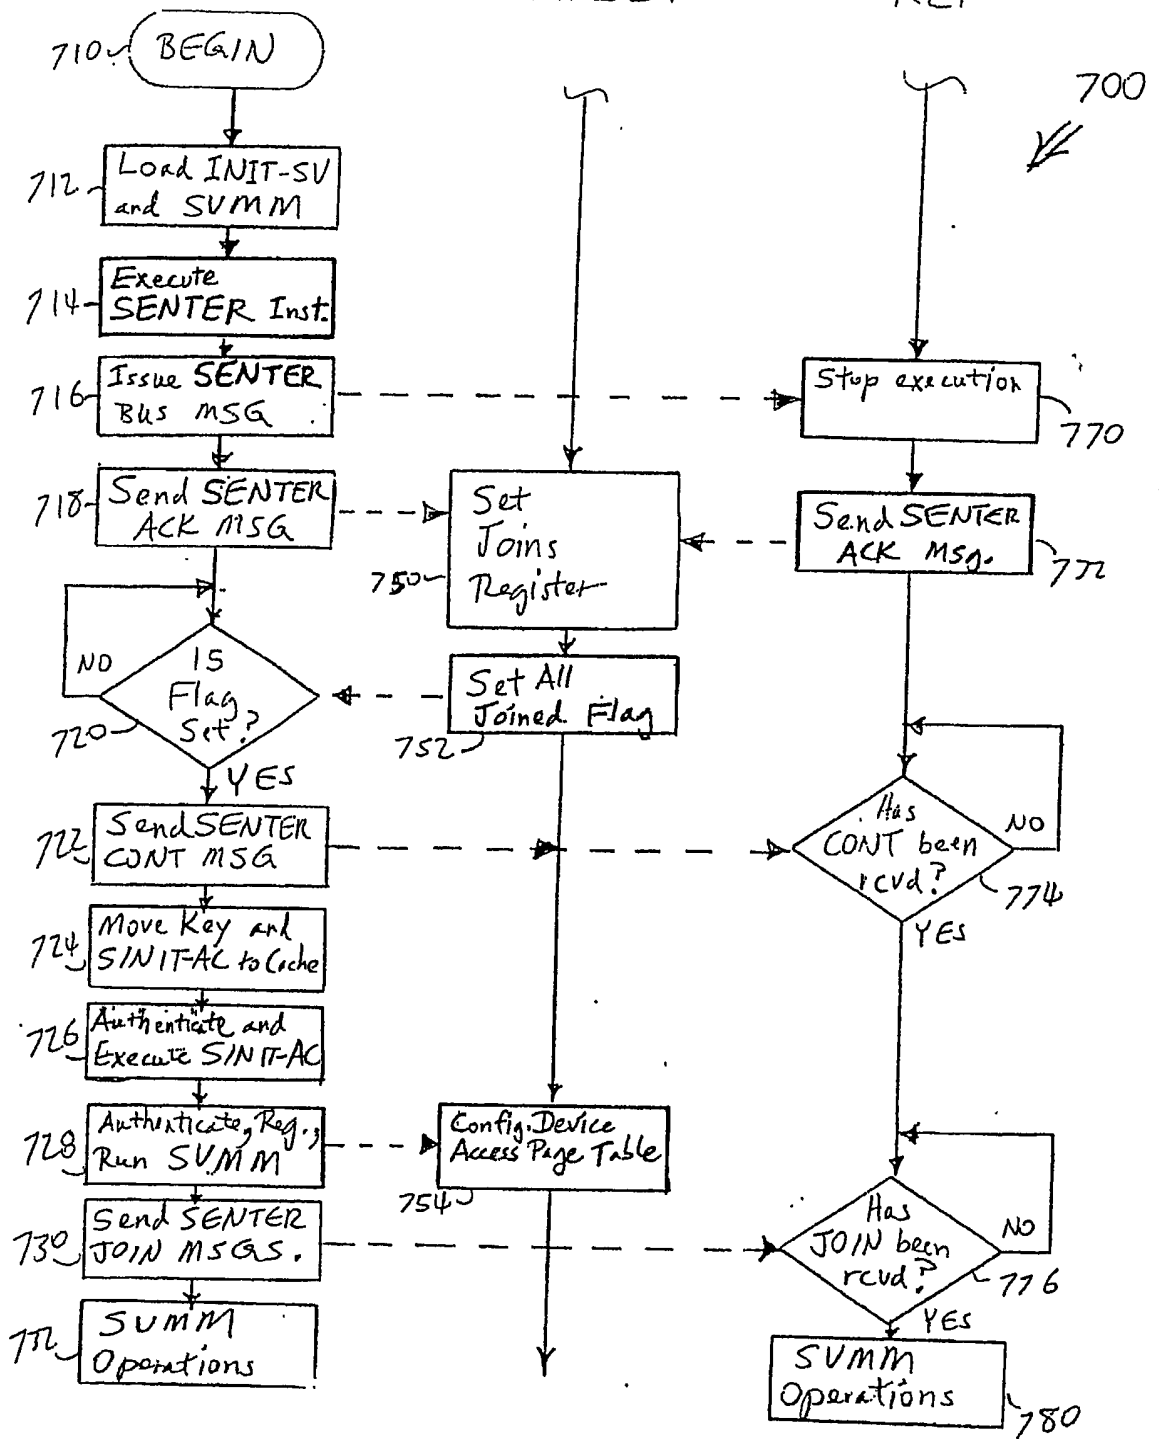 710
BEGIN
700
712
Load INIT-SV
and SVMM
714
Execute
SENTER Inst.
716
Issue SENTER
BUS MSG
Stop execution
770
718
Send SENTER
ACK MSG
750
Set
Joins
Register
Send SENTER
ACK Msg.
772
720
IS
Flag
Set?
NO
YES
752
Set All
Joined Flag
722
Send SENTER
CONT MSG
Has
CONT been
rcvd?
NO
774
YES
724
Move Key and
SINIT-AC to Cache
726
Authenticate and
Execute SINIT-AC
728
Authenticate, Reg.,
Run SVMM
Config. Device
Access Page Table
754
730
Send SENTER
JOIN MSGS.
Has
JOIN been
rcvd?
NO
776
YES
732
SVMM
Operations
SVMM
Operations
780